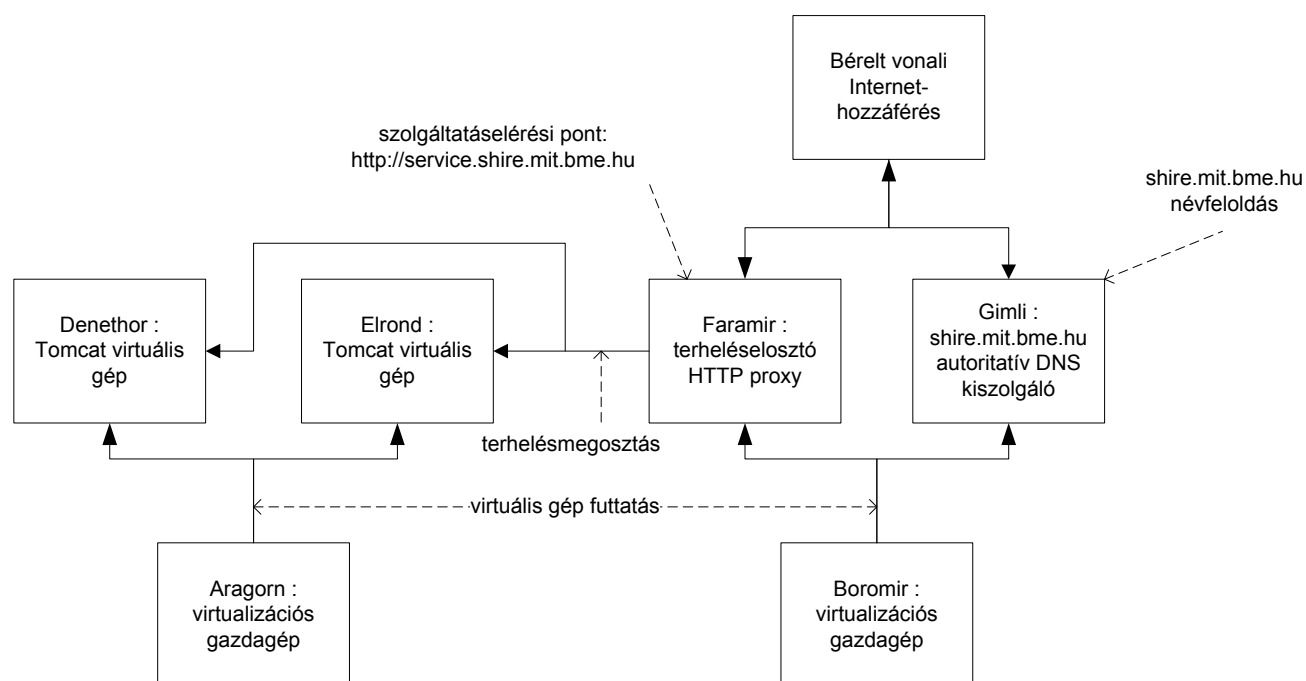 Bérelt vonali
Internet-
hozzáférés
szolgáltatáselérési pont:
http://service.shire.mit.bme.hu
shire.mit.bme.hu
névfeloldás
Denethor :
Tomcat virtuális
gép
Elrond :
Tomcat virtuális
gép
Faramir :
terheléselosztó
HTTP proxy
Gimli :
shire.mit.bme.hu
autoritatív DNS
kiszolgáló
terhelésmegosztás
virtuális gép futtatás
Aragorn :
virtualizációs
gazdagép
Boromir :
virtualizációs
gazdagép